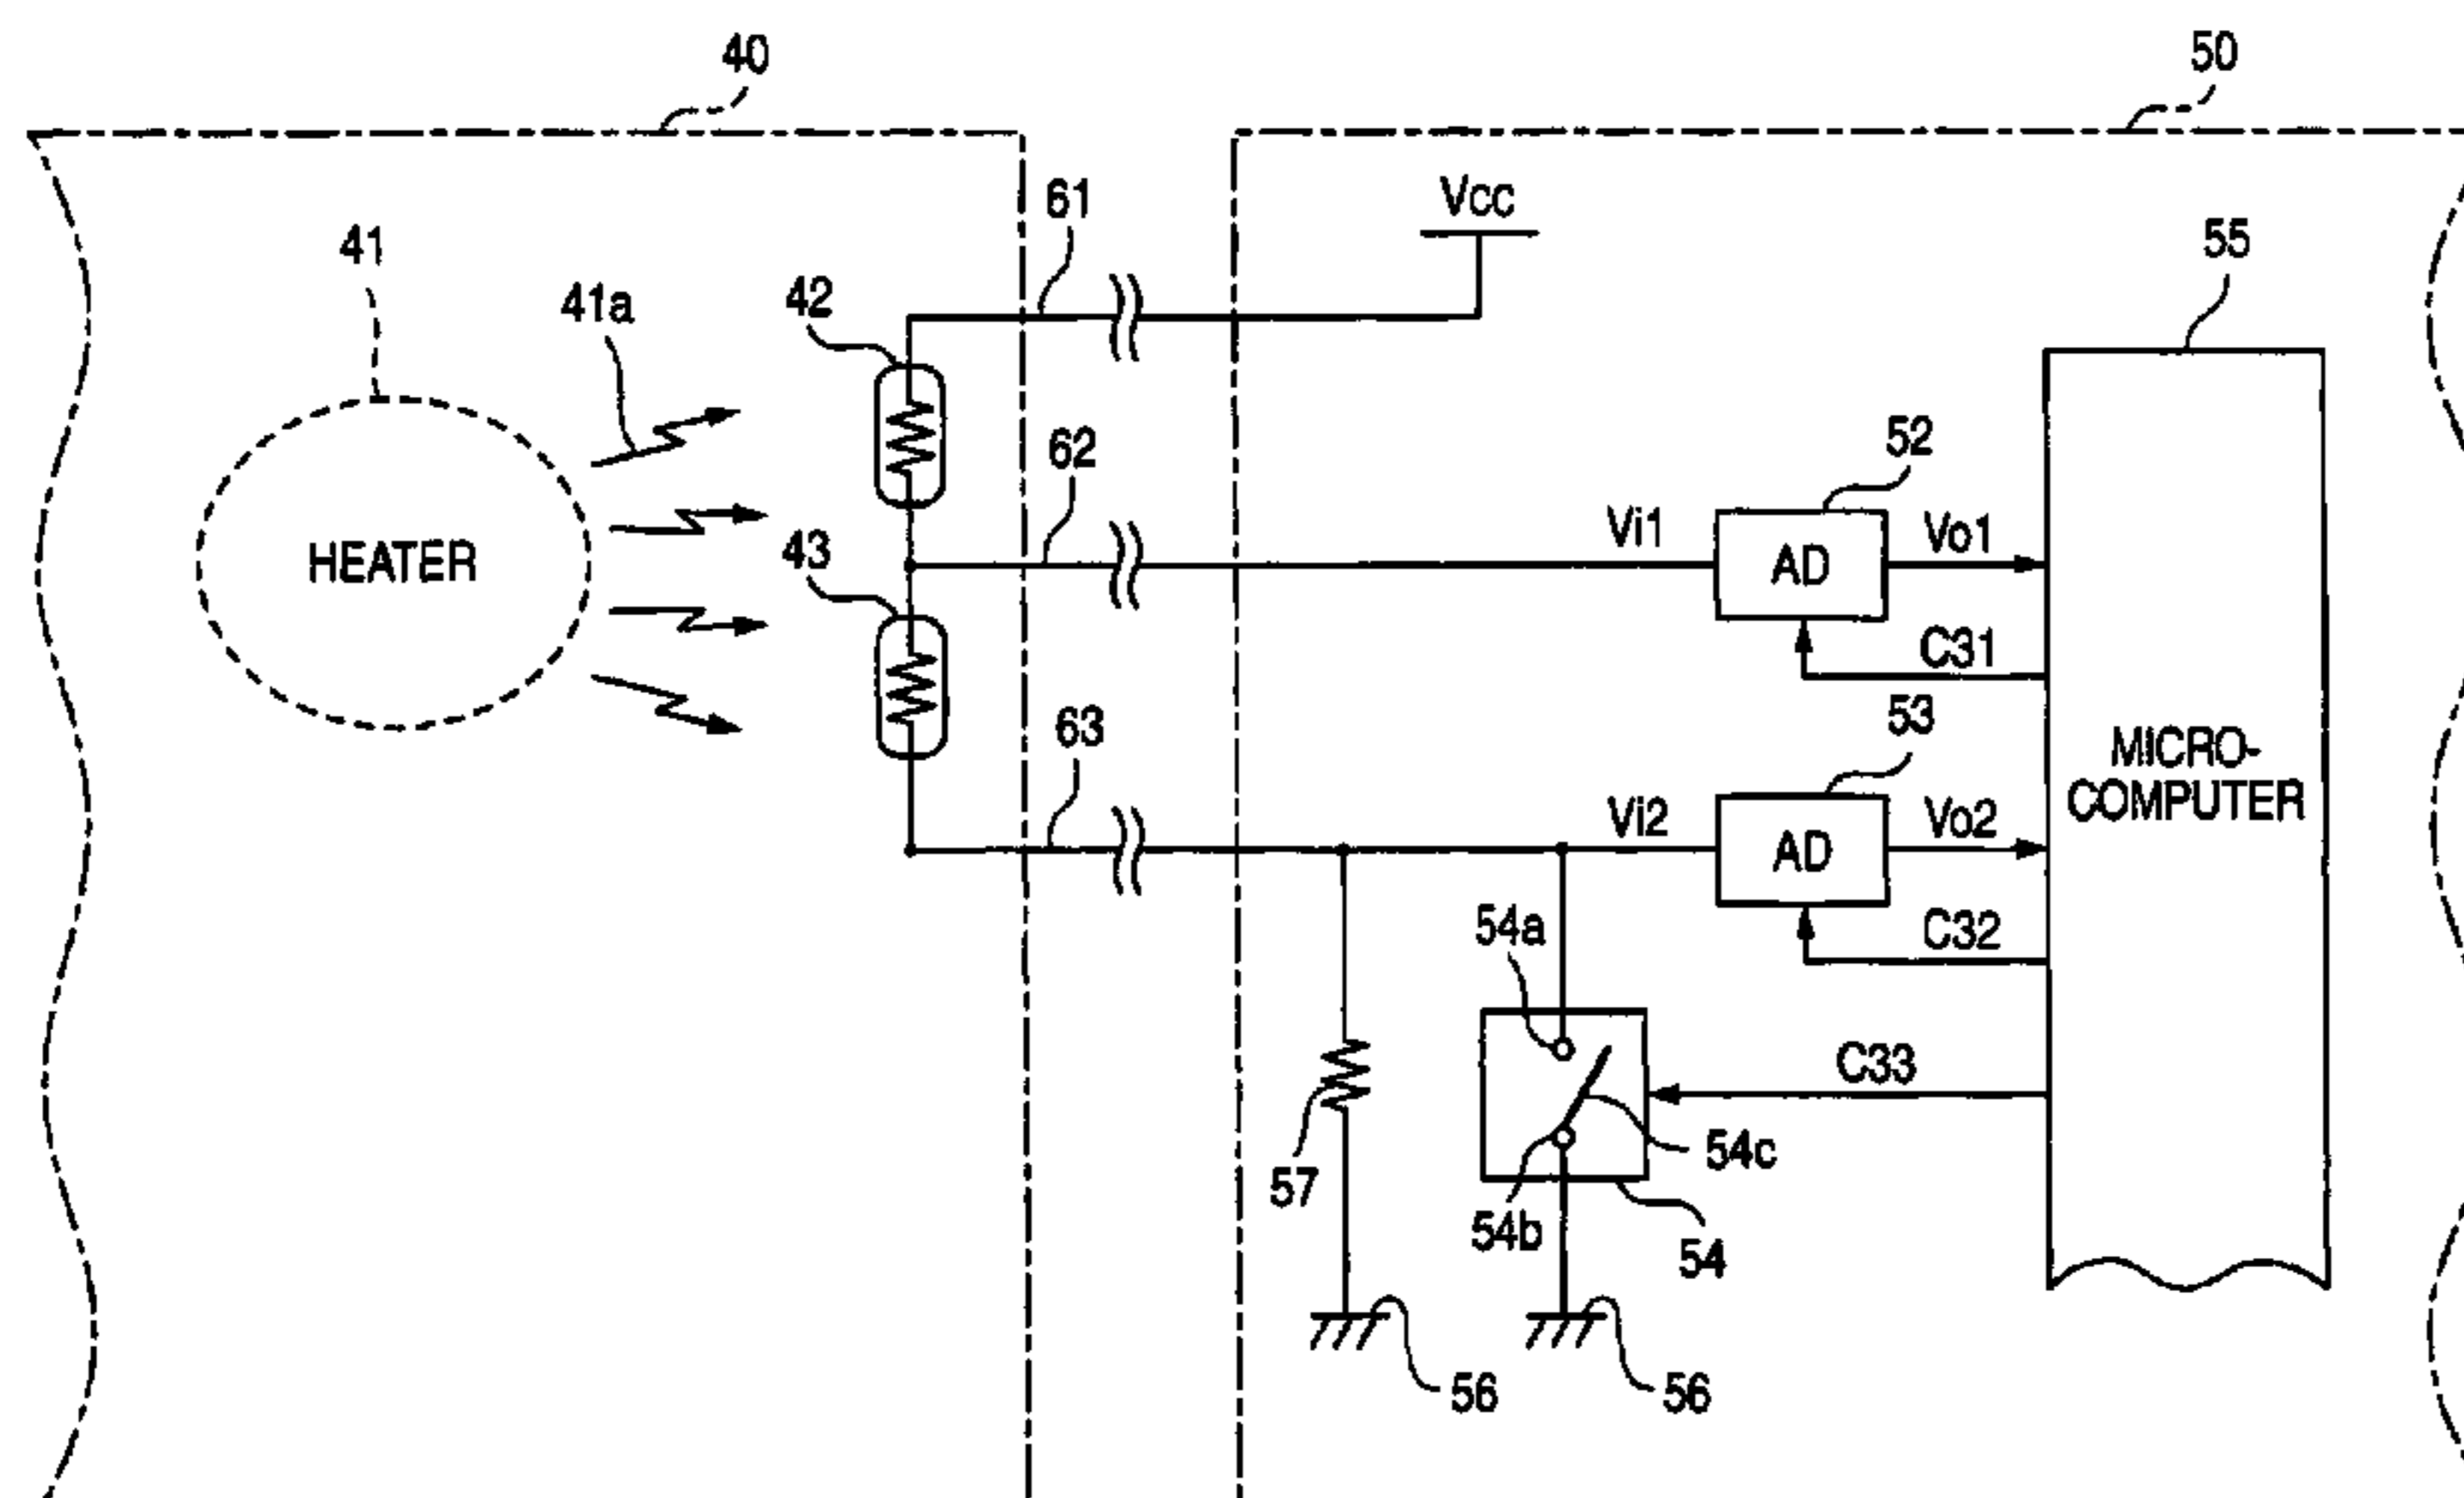 40
50
61
Vcc
41
55
41a
42
62
52
Vi1
Vo1
HEATER
43
AD
C31
53
63
MICRO-
COMPUTER
Vi2
Vo2
AD
54a
C32
C33
54c
57
54b
54
56
56